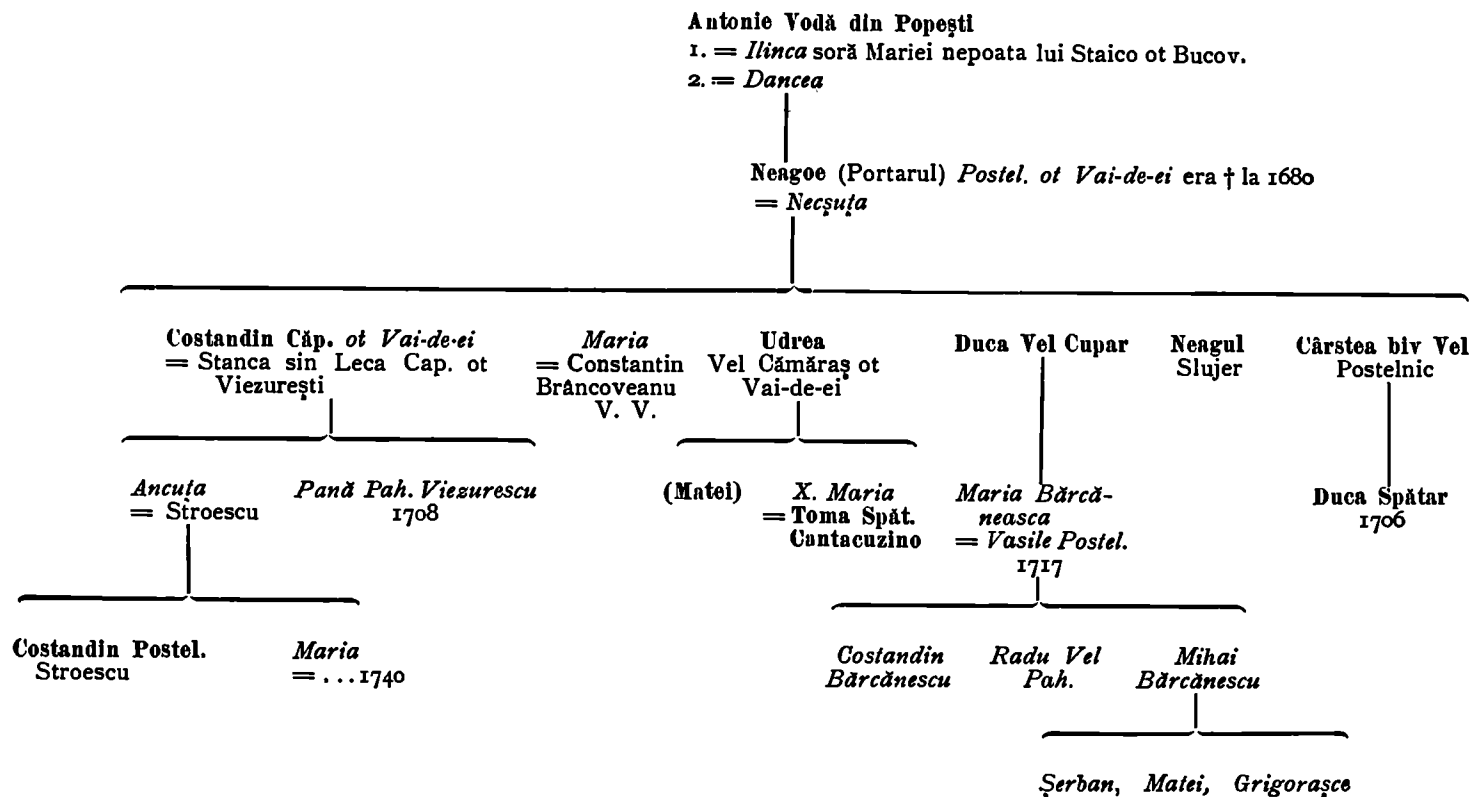 Antonie Vodă din Popești
1. = Ilinca soră Mariei nepoata lui Staico ot Bucov.
2. = Dancea
Neagoe (Portarul) Postel. ot Vai-de-ei era † la 1680
= Necșuța
Costandin Căp. ot Vai-de-ei
= Stanca sin Leca Cap. ot
Viezurești
Maria
= Constantin
Brâncoveanu
V. V.
Udrea
Vel Cămăraș ot
Vai-de-ei
Duca Vel Cupar
Neagul
Slujer
Cârstea biv Vel
Postelnic
Ancuța
= Stroescu
Pană Pah. Viezurescu
1708
(Matei)
X. Maria
= Toma Spăt.
Cantacuzino
Maria Bărcă-
neasca
= Vasile Postel.
1717
Duca Spătar
1706
Costandin Postel.
Stroescu
Maria
= ...1740
Costandin
Bărcănescu
Radu Vel
Pah.
Mihai
Bărcănescu
Șerban, Matei, Grigorașce